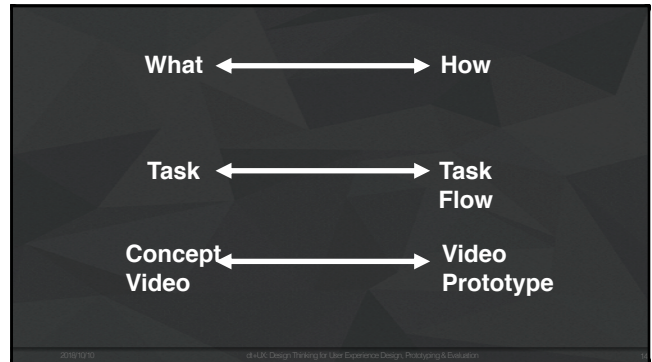 What How
Task Task
Flow
Concept Video
Video Prototype
2018/10/10 dt+UX: Design Thinking for User Experience Design, Prototyping & Evaluation